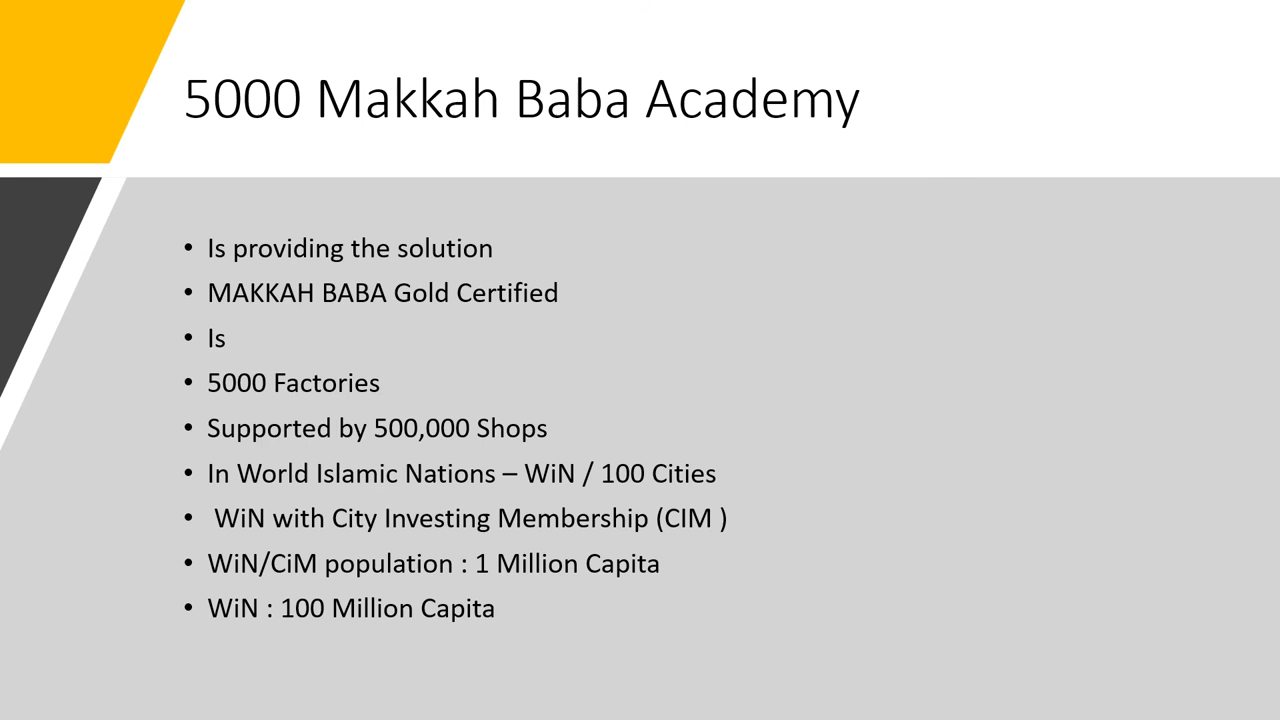 5000 Makkah Baba Academy
• Is providing the solution
• MAKKAH BABA Gold Certified
• Is
• 5000 Factories
• Supported by 500,000 Shops
• In World Islamic Nations – WiN / 100 Cities
• WiN with City Investing Membership (CIM )
• WiN/CiM population : 1 Million Capita
• WiN : 100 Million Capita